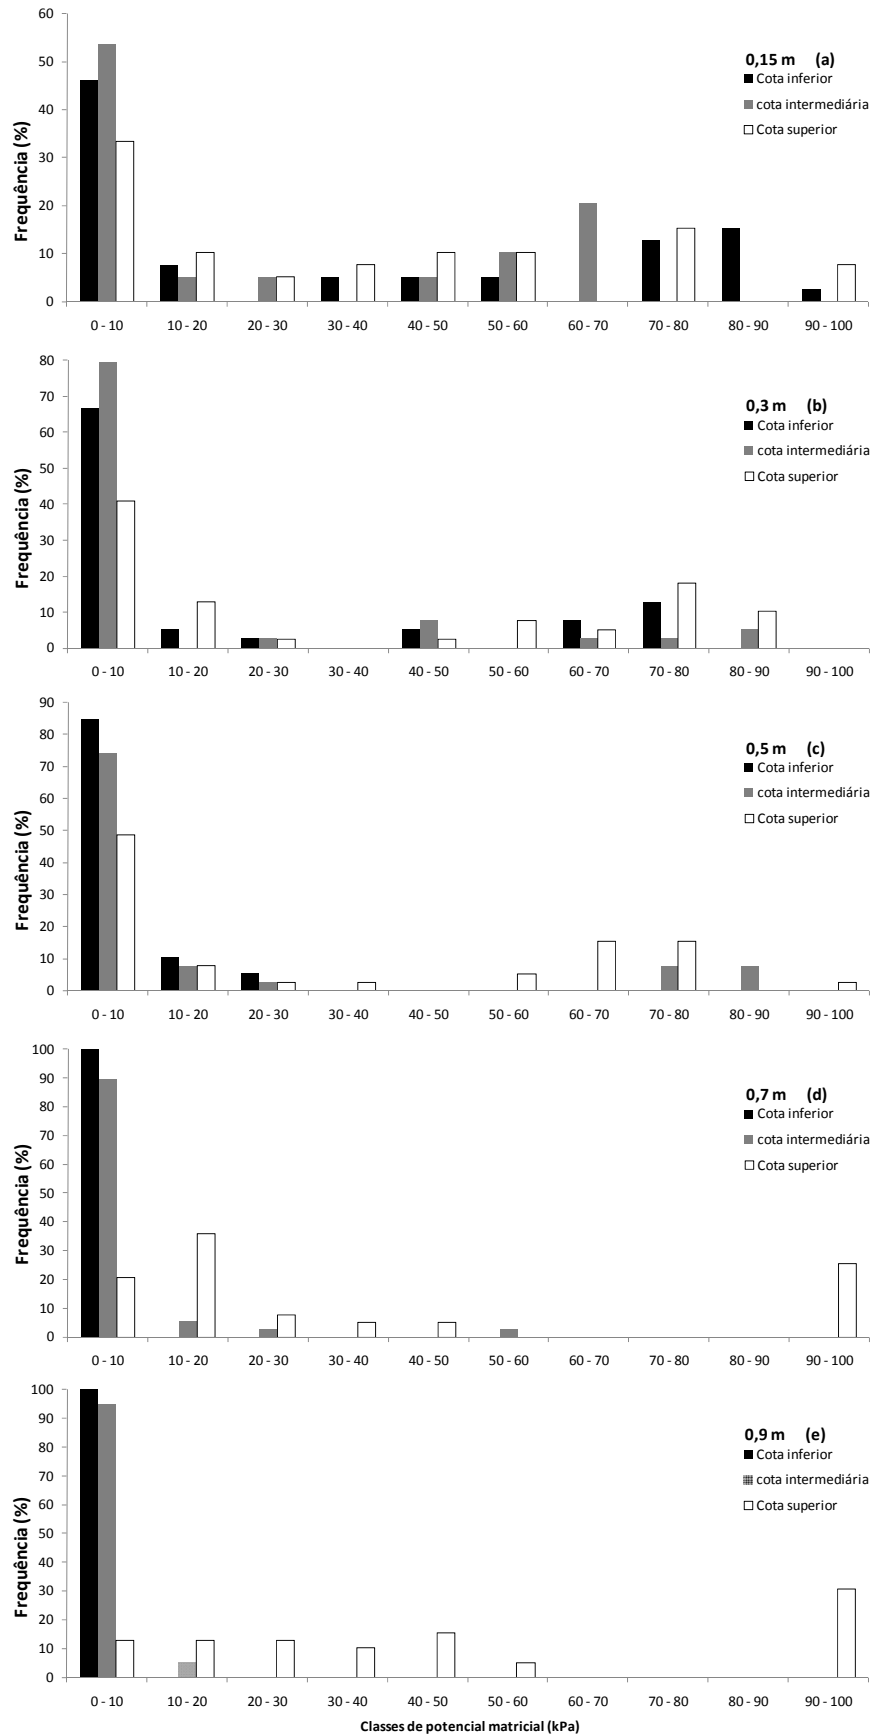 60
0,15 m (a)
50
Cota inferior
cota intermediária
40
Cota superior
30
20
10
0
Frequência (%)
0 - 10 10 - 20 20 - 30 30 - 40 40 - 50 50 - 60 60 - 70 70 - 80 80 - 90 90 - 100
80
70
0,3 m (b)
60
Cota inferior
cota intermediária
50
Cota superior
40
30
20
10
0
Frequência (%)
0 - 10 10 - 20 20 - 30 30 - 40 40 - 50 50 - 60 60 - 70 70 - 80 80 - 90 90 - 100
90
80
0,5 m (c)
70
Cota inferior
cota intermediária
60
Cota superior
50
40
30
20
10
0
Frequência (%)
0 - 10 10 - 20 20 - 30 30 - 40 40 - 50 50 - 60 60 - 70 70 - 80 80 - 90 90 - 100
100
90
0,7 m (d)
80
Cota inferior
70
cota intermediária
60
Cota superior
50
40
30
20
10
0
Frequência (%)
0 - 10 10 - 20 20 - 30 30 - 40 40 - 50 50 - 60 60 - 70 70 - 80 80 - 90 90 - 100
100
90
0,9 m (e)
80
Cota inferior
70
cota intermediária
60
Cota superior
50
40
30
20
10
0
Frequência (%)
0 - 10 10 - 20 20 - 30 30 - 40 40 - 50 50 - 60 60 - 70 70 - 80 80 - 90 90 - 100
Classes de potencial matricial (kPa)